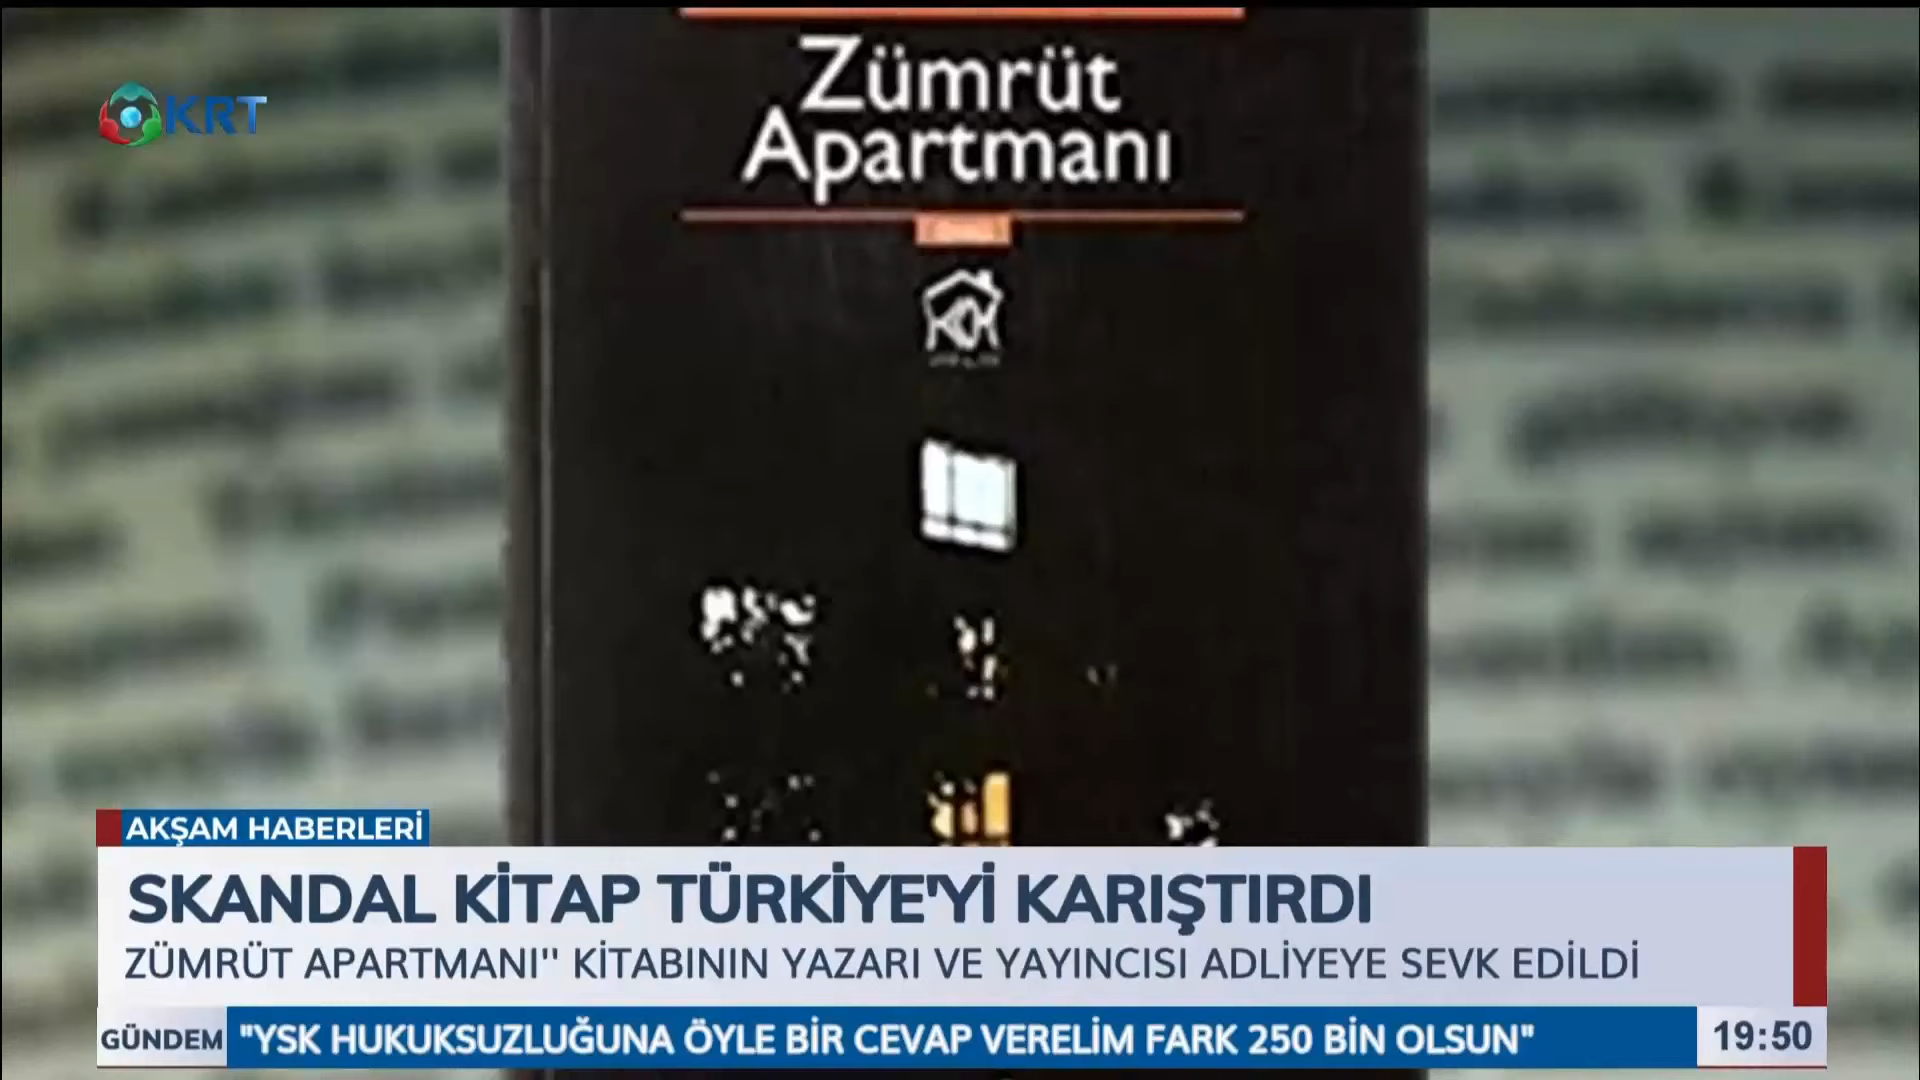 Zümrüt
Apartmanı
KRT
AKŞAM HABERLERİ
SKANDAL KİTAP TÜRKİYE'Yİ KARIŞTIRDI
ZÜMRÜT APARTMANI'' KİTABININ YAZARI VE YAYINCISI ADLİYEYE SEVK EDİLDİ
GÜNDEM "YSK HUKUKSUZLUĞUNA ÖYLE BİR CEVAP VERELİM FARK 250 BİN OLSUN" 19:50